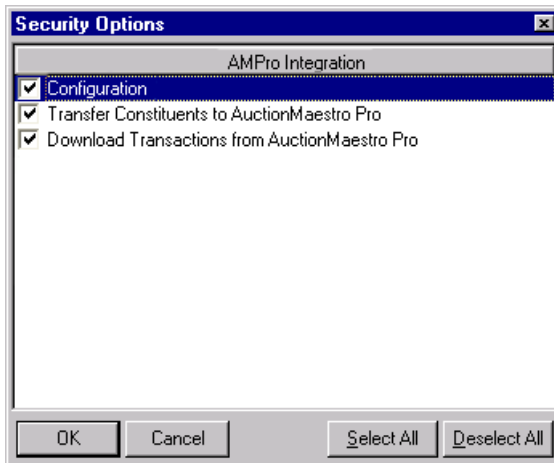 Security Options
AMPro Integration
Configuration
Transfer Constituents to AuctionMaestro Pro
Download Transactions from AuctionMaestro Pro
OK Cancel Select All Deselect All